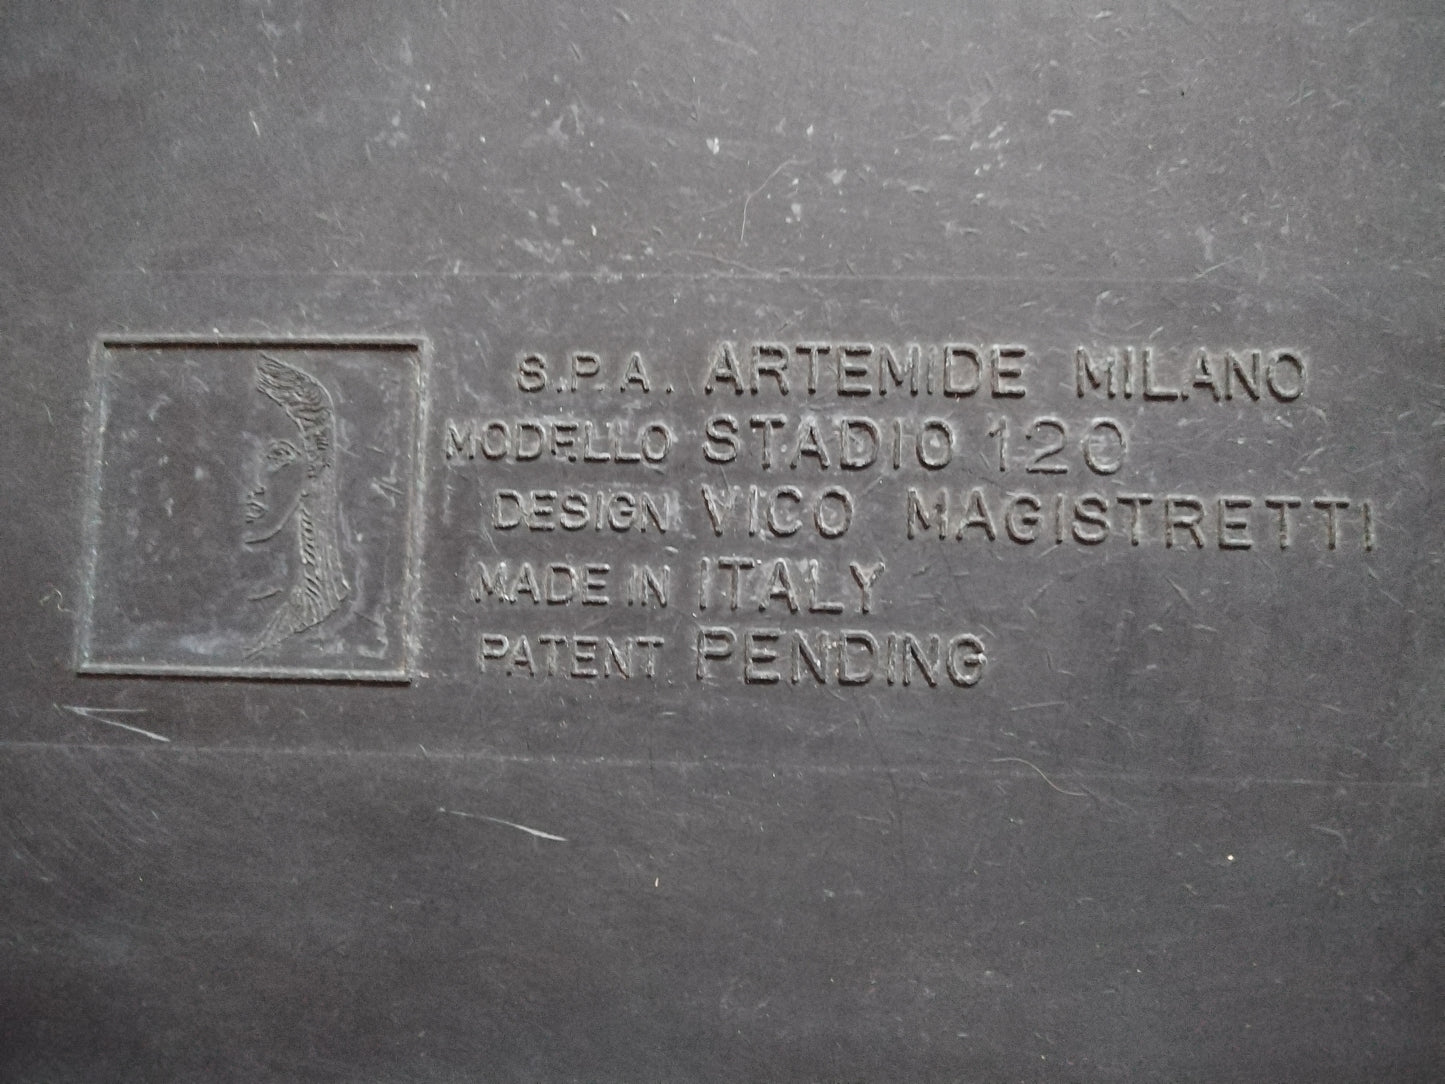 S.P.A. ARTEMIDE MILANO
MODELLO STADIO 120
DESIGN VICO MAGISTRETTI
MADE IN ITALY
PATENT PENDING